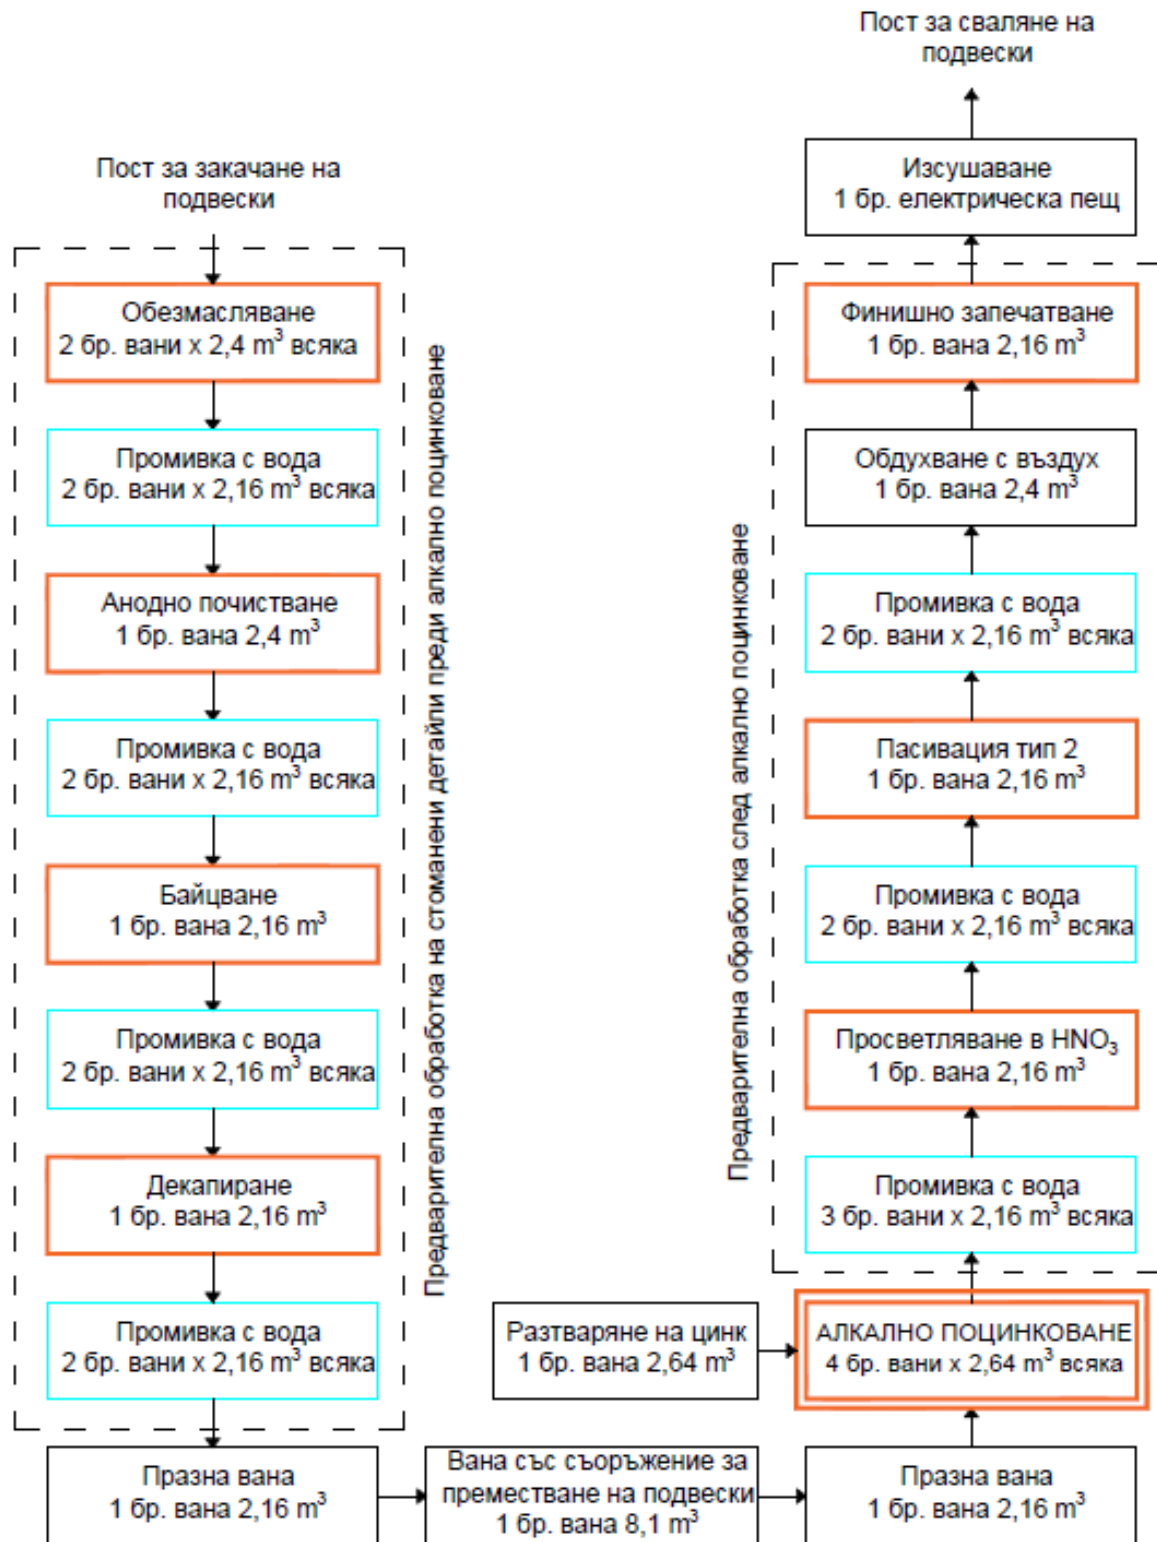 Пост за закачане на
подвески
Обезмасляване
2 бр. вани x 2,4 m³ всяка
Промивка с вода
2 бр. вани x 2,16 m³ всяка
Анодно почистване
1 бр. вана 2,4 m³
Промивка с вода
2 бр. вани x 2,16 m³ всяка
Байцване
1 бр. вана 2,16 m³
Промивка с вода
2 бр. вани x 2,16 m³ всяка
Декапиране
1 бр. вана 2,16 m³
Промивка с вода
2 бр. вани x 2,16 m³ всяка
Предварителна обработка на стоманени детайли преди алкално поцинковане
Празна вана
1 бр. вана 2,16 m³
Вана със съоръжение за
преместване на подвески
1 бр. вана 8,1 m³
Празна вана
1 бр. вана 2,16 m³
Разтваряне на цинк
1 бр. вана 2,64 m³
АЛКАЛНО ПОЦИНКОВАНЕ
4 бр. вани x 2,64 m³ всяка
Предварителна обработка след алкално поцинковане
Промивка с вода
3 бр. вани x 2,16 m³ всяка
Просветляване в HNO₃
1 бр. вана 2,16 m³
Промивка с вода
2 бр. вани x 2,16 m³ всяка
Пасивация тип 2
1 бр. вана 2,16 m³
Промивка с вода
2 бр. вани x 2,16 m³ всяка
Обдухване с въздух
1 бр. вана 2,4 m³
Финишно запечатване
1 бр. вана 2,16 m³
Изсушаване
1 бр. електрическа пещ
Пост за сваляне на
подвески